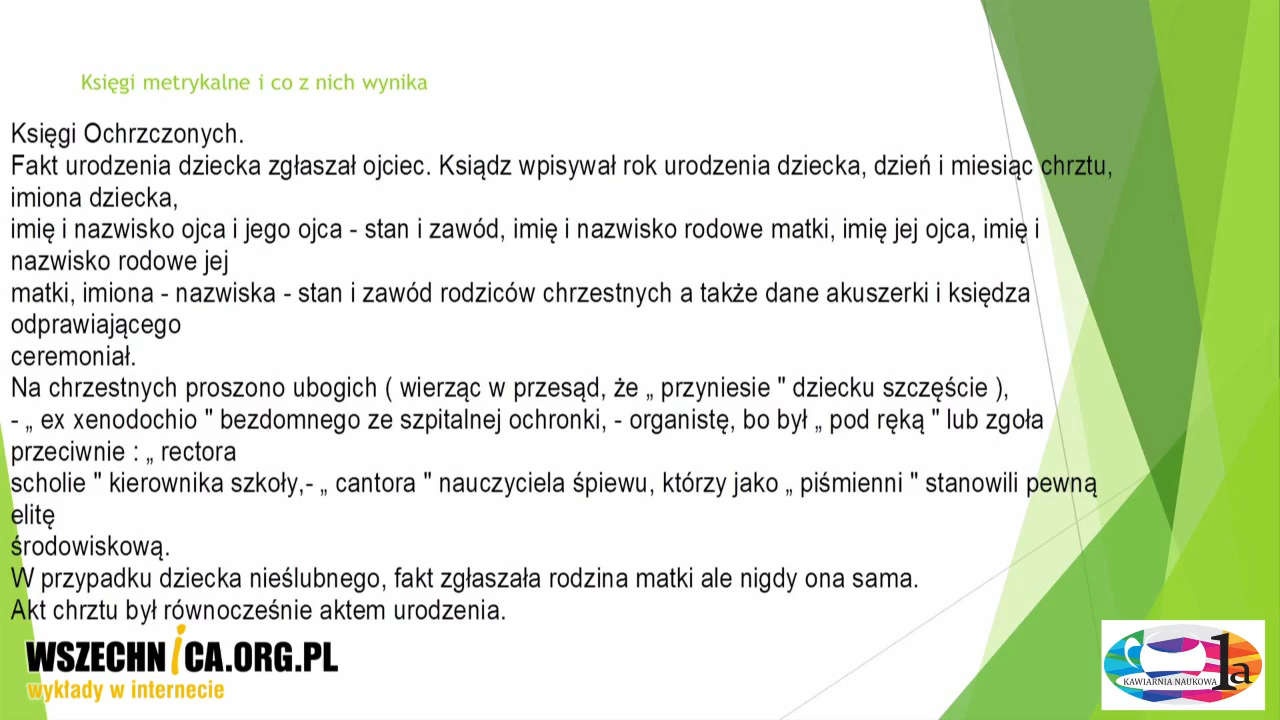 Księgi metrykalne i co z nich wynika
Księgi Ochrzczonych.
Fakt urodzenia dziecka zgłaszał ojciec. Ksiądz wpisywał rok urodzenia dziecka, dzień i miesiąc chrztu,
imiona dziecka,
imię i nazwisko ojca i jego ojca - stan i zawód, imię i nazwisko rodowe matki, imię jej ojca, imię i
nazwisko rodowe jej
matki, imiona - nazwiska - stan i zawód rodziców chrzestnych a także dane akuszerki i księdza
odprawiającego
ceremoniał.
Na chrzestnych proszono ubogich ( wierząc w przesąd, że „ przyniesie " dziecku szczęście ),
- „ ex xenodochio " bezdomnego ze szpitalnej ochronki, - organistę, bo był „ pod ręką " lub zgoła
przeciwnie : „ rectora
scholie " kierownika szkoły,- „ cantora " nauczyciela śpiewu, którzy jako „ piśmienni " stanowili pewną
elitę
środowiskową.
W przypadku dziecka nieślubnego, fakt zgłaszała rodzina matki ale nigdy ona sama.
Akt chrztu był równocześnie aktem urodzenia.
WSZECHNiCA.ORG.PL
wykłady w internecie
KAWIARNIA NAUKOWA 1a